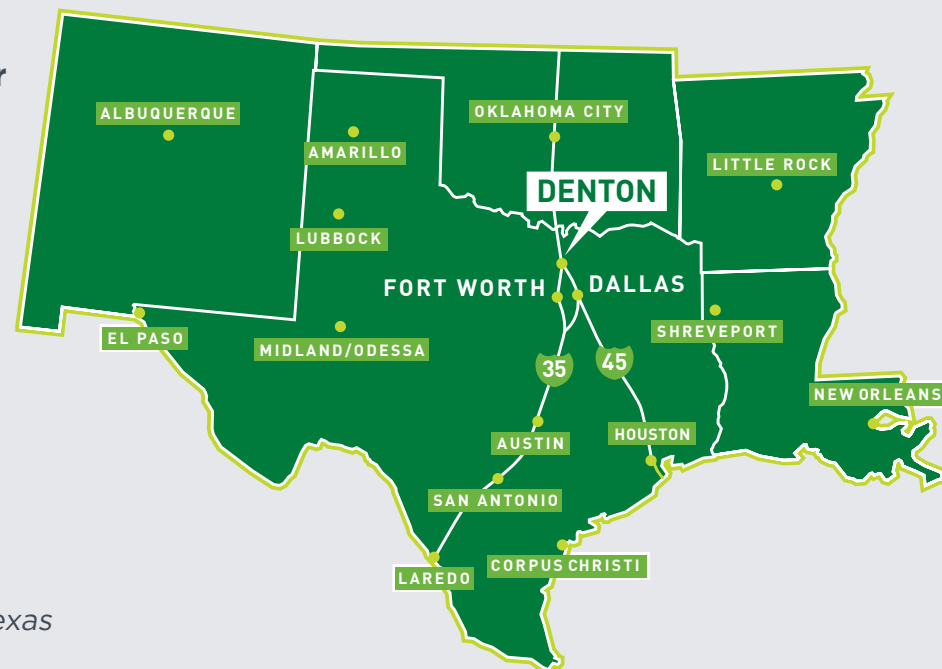 r
ALBUQUERQUE
OKLAHOMA CITY
AMARILLO
LITTLE ROCK
DENTON
LUBBOCK
FORT WORTH
DALLAS
EL PASO
MIDLAND/ODESSA
SHREVEPORT
35
45
NEW ORLEANS
AUSTIN
HOUSTON
SAN ANTONIO
CORPUS CHRISTI
LAREDO
exas